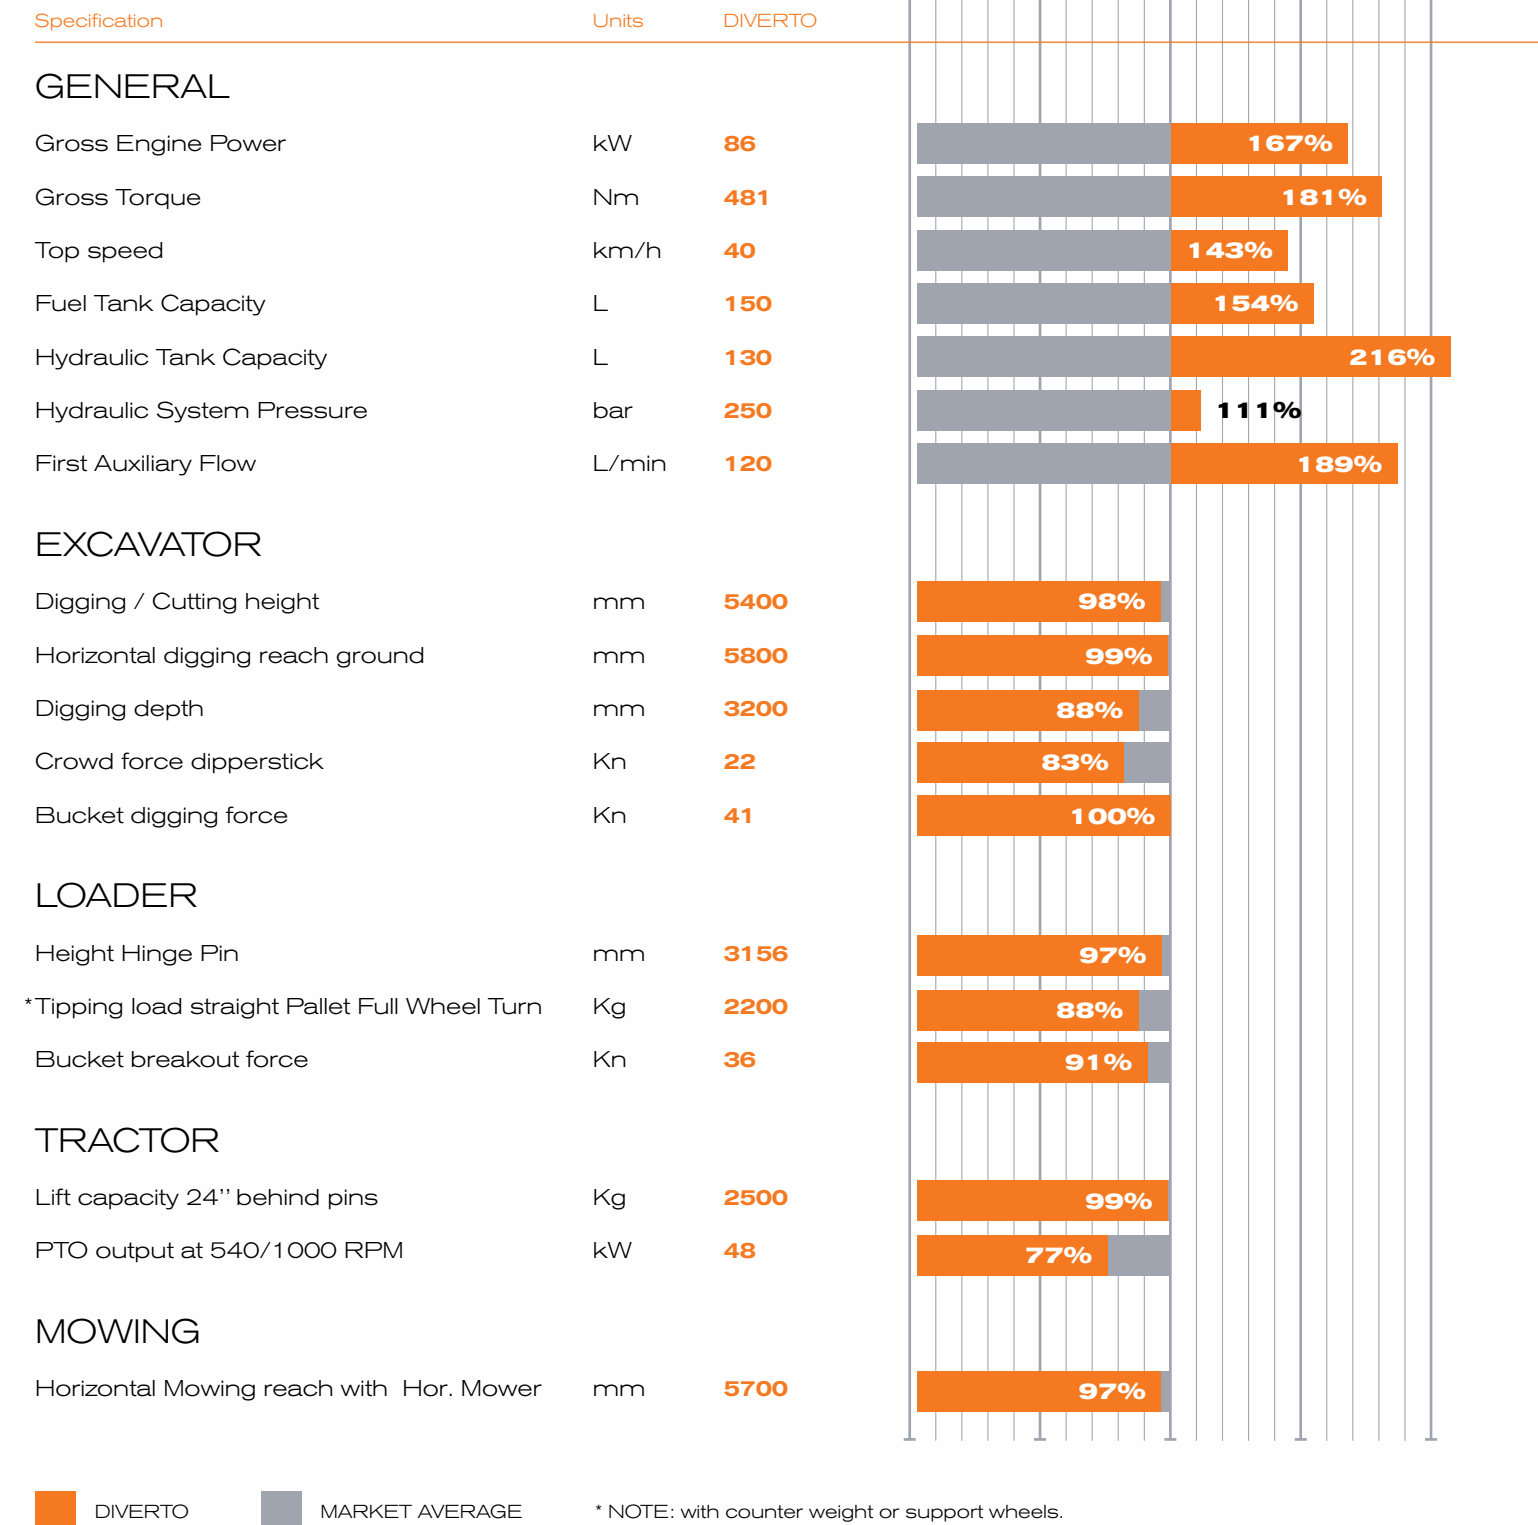 Specification Units DIVERTO
GENERAL
Gross Engine Power kW 86 167%
Gross Torque Nm 481 181%
Top speed km/h 40 143%
Fuel Tank Capacity L 150 154%
Hydraulic Tank Capacity L 130 216%
Hydraulic System Pressure bar 250 111%
First Auxiliary Flow L/min 120 189%
EXCAVATOR
Digging / Cutting height mm 5400 98%
Horizontal digging reach ground mm 5800 99%
Digging depth mm 3200 88%
Crowd force dipperstick Kn 22 83%
Bucket digging force Kn 41 100%
LOADER
Height Hinge Pin mm 3156 97%
*Tipping load straight Pallet Full Wheel Turn Kg 2200 88%
Bucket breakout force Kn 36 91%
TRACTOR
Lift capacity 24’’ behind pins Kg 2500 99%
PTO output at 540/1000 RPM kW 48 77%
MOWING
Horizontal Mowing reach with Hor. Mower mm 5700 97%
DIVERTO MARKET AVERAGE * NOTE: with counter weight or support wheels.